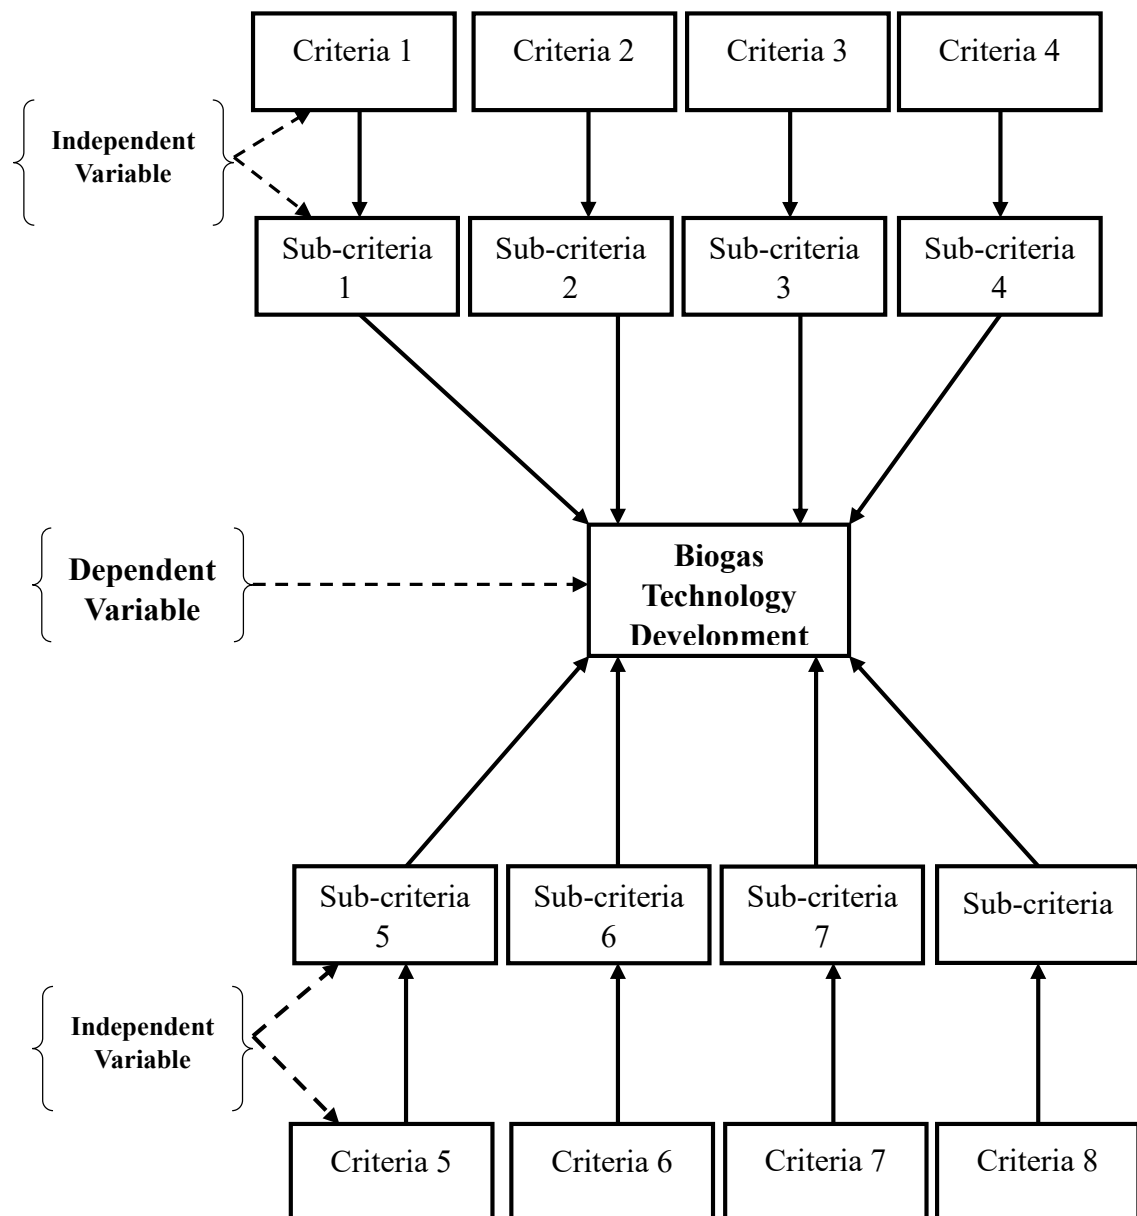 Criteria 1
Criteria 2
Criteria 3
Criteria 4
Independent
Variable
Sub-criteria
1
Sub-criteria
2
Sub-criteria
3
Sub-criteria
4
Dependent
Variable
Biogas
Technology
Development
Sub-criteria
5
Sub-criteria
6
Sub-criteria
7
Sub-criteria
Independent
Variable
Criteria 5
Criteria 6
Criteria 7
Criteria 8